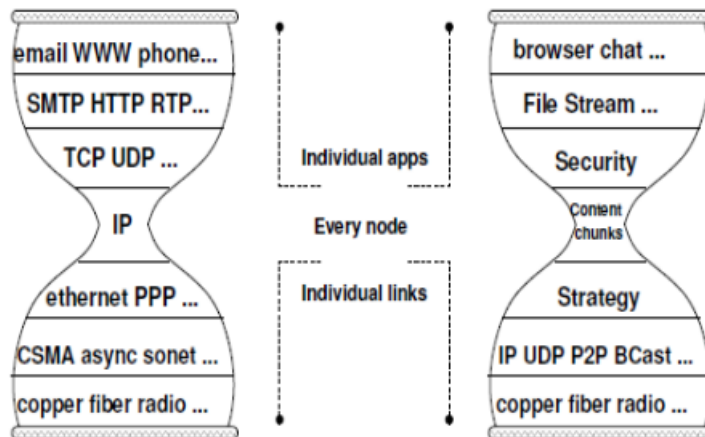 email WWW phone...
SMTP HTTP RTP...
TCP UDP ...
IP
ethernet PPP ...
CSMA async sonet ...
copper fiber radio ...
Individual apps
Every node
Individual links
browser chat ...
File Stream ...
Security
Content
chunks
Strategy
IP UDP P2P BCast ...
copper fiber radio ...